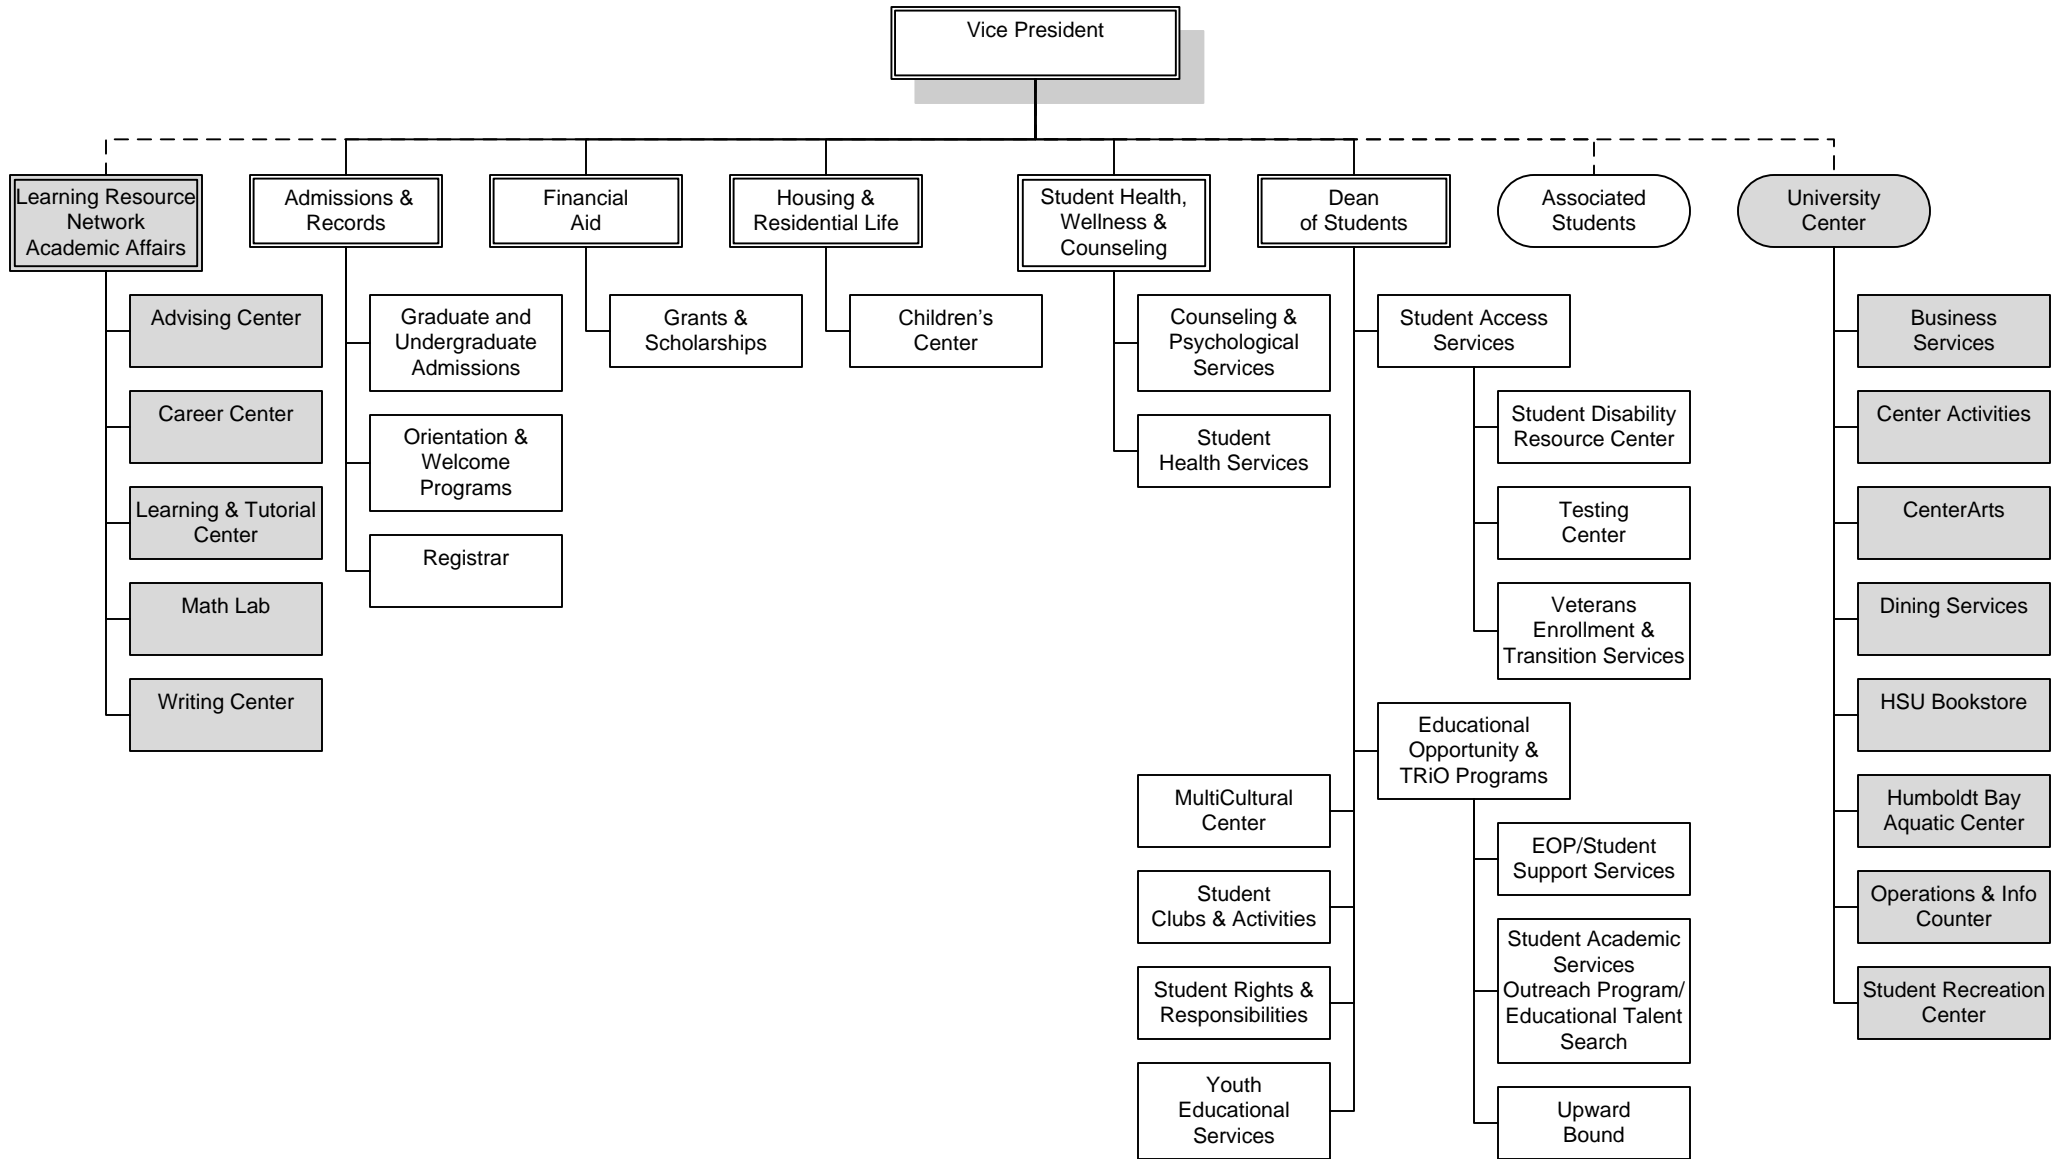 Vice President
Learning Resource
Network
Academic Affairs
Admissions &
Records
Financial
Aid
Housing &
Residential Life
Student Health,
Wellness &
Counseling
Dean
of Students
Associated
Students
University
Center
Advising Center
Career Center
Learning & Tutorial
Center
Math Lab
Writing Center
Graduate and
Undergraduate
Admissions
Orientation &
Welcome
Programs
Registrar
Grants &
Scholarships
Children's
Center
Counseling &
Psychological
Services
Student
Health Services
Student Access
Services
Student Disability
Resource Center
Testing
Center
Veterans
Enrollment &
Transition Services
Educational
Opportunity &
TRiO Programs
EOP/Student
Support Services
Student Academic
Services
Outreach Program/
Educational Talent
Search
Upward
Bound
MultiCultural
Center
Student
Clubs & Activities
Student Rights &
Responsibilities
Youth
Educational
Services
Business
Services
Center Activities
CenterArts
Dining Services
HSU Bookstore
Humboldt Bay
Aquatic Center
Operations & Info
Counter
Student Recreation
Center